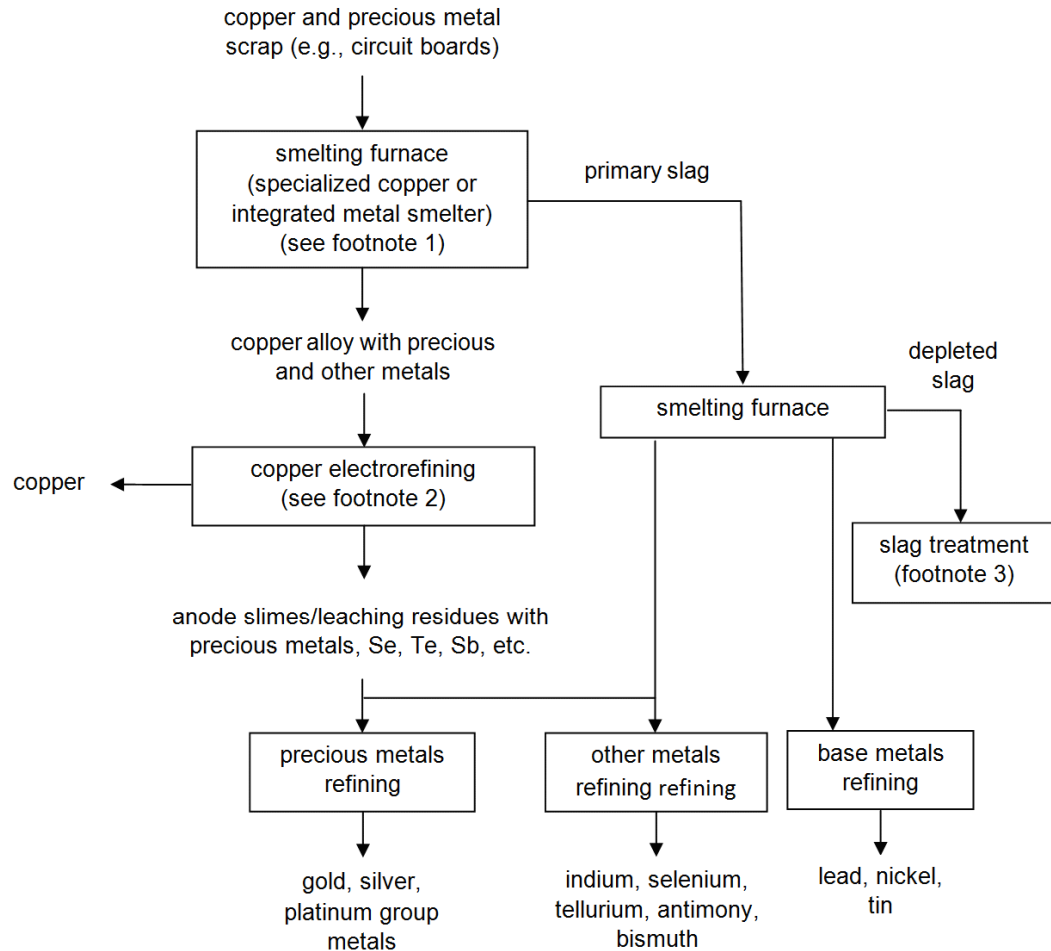 copper and precious metal
scrap (e.g., circuit boards)
smelting furnace
(specialized copper or
integrated metal smelter)
(see footnote 1)
primary slag
copper alloy with precious
and other metals
depleted
slag
smelting furnace
copper
copper electrorefining
(see footnote 2)
slag treatment
(footnote 3)
anode slimes/leaching residues with
precious metals, Se, Te, Sb, etc.
precious metals
refining
other metals
refining refining
base metals
refining
gold, silver,
platinum group
metals
indium, selenium,
tellurium, antimony,
bismuth
lead, nickel,
tin